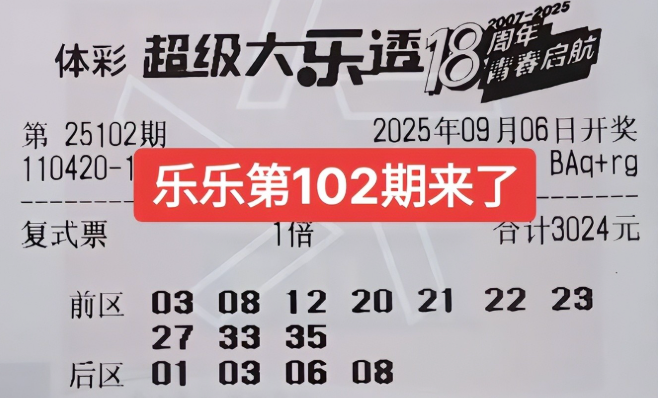 体彩 超级大乐透 18周年 2007-2025 青春启航
第 25102期 2025年09月06日开奖
110420-1 BAq+rg
乐乐第102期来了
复式票 1倍 合计3024元
前区 03 08 12 20 21 22 23
27 33 35
后区 01 03 06 08